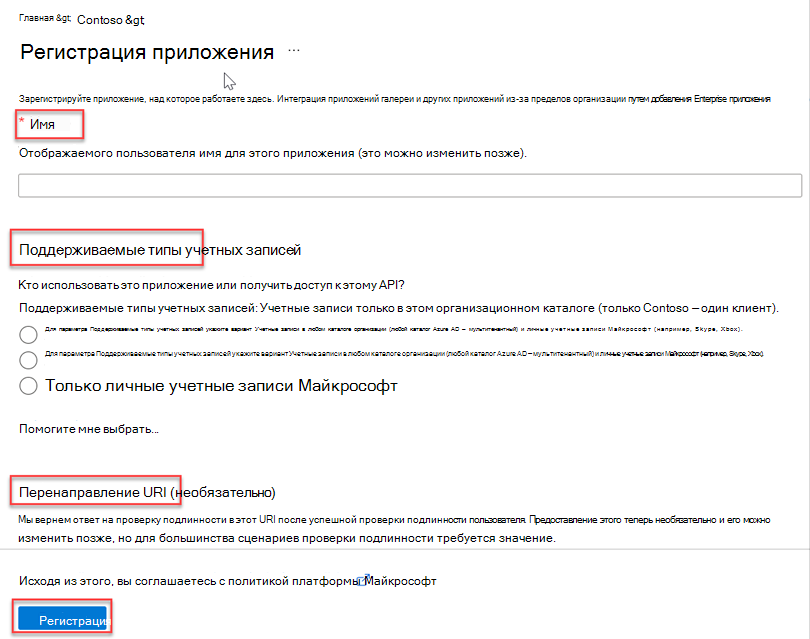 Главная &gt; Contoso &gt;
Регистрация приложения ...
Зарегистрируйте приложение, над которое работаете здесь. Интеграция приложений галереи и других приложений из-за пределов организации путем добавления Enterprise приложения
* Имя
Отображаемого пользователя имя для этого приложения (это можно изменить позже).
Поддерживаемые типы учетных записей
Кто использовать это приложение или получить доступ к этому API?
Поддерживаемые типы учетных записей: Учетные записи только в этом организационном каталоге (только Contoso – один клиент).
Для параметра Поддерживаемые типы учетных записей укажите вариант Учетные записи в любом каталоге организации (любой каталог Azure AD – мультитенантный) и личные учетные записи Майкрософт (например, Skype, Xbox).
Для параметра Поддерживаемые типы учетных записей укажите вариант Учетные записи в любом каталоге организации (любой каталог Azure AD – мультитенантный) и личные учетные записи Майкрософт (например, Skype, Xbox).
Только личные учетные записи Майкрософт
Помогите мне выбрать...
Перенаправление URI (необязательно)
Мы вернем ответ на проверку подлинности в этот URI после успешной проверки подлинности пользователя. Предоставление этого теперь необязательно и его можно
изменить позже, но для большинства сценариев проверки подлинности требуется значение.
Исходя из этого, вы соглашаетесь с политикой платформы Майкрософт
Регистрация